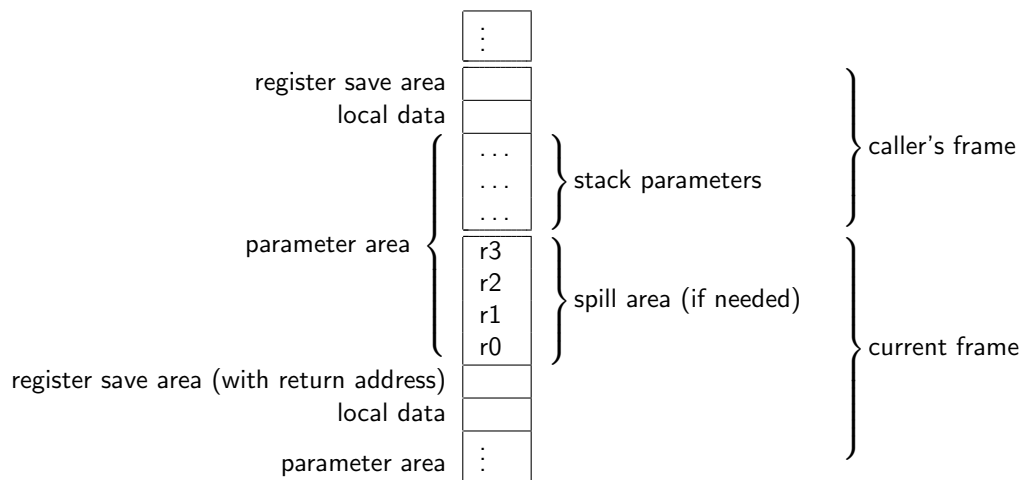 ⋮
register save area
local data
caller's frame
...
...
stack parameters
...
parameter area
r3
r2
spill area (if needed)
r1
r0
current frame
register save area (with return address)
local data
parameter area
⋮